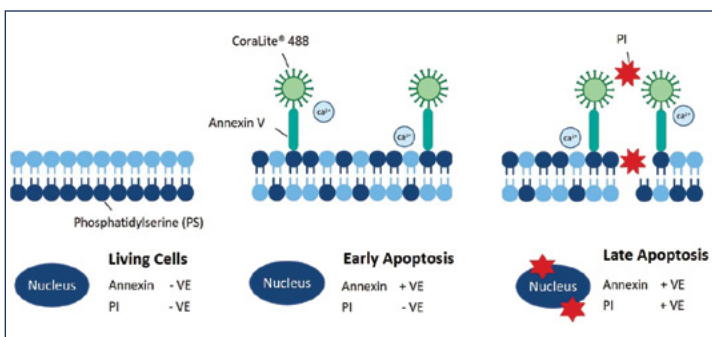 CoraLite® 488
PI
ca²⁺
ca²⁺
Annexin V
ca²⁺
ca²⁺
Phosphatidylserine (PS)
Living Cells
Nucleus
Annexin - VE
PI - VE
Early Apoptosis
Nucleus
Annexin + VE
PI - VE
Late Apoptosis
Nucleus
Annexin + VE
PI + VE